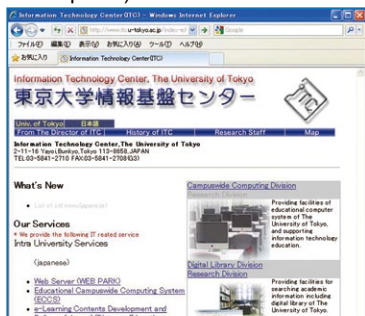 Information Technology Center(ITC) - Windows Internet Explorer
Google
ファイル(F) 編集(E) 表示(V) お気に入り(A) ツール(T) ヘルプ(H)
お気に入り Information Technology Center(ITC)
Information Technology Center, The University of Tokyo
東京大学情報基盤センター
Univ. of Tokyo| 日本語
From The Director of ITC | History of ITC Research Staff Map
Information Technology Center,The University of Tokyo
2-11-16 Yayoi,Bunkyo,Tokyo 113-8658,JAPAN
TEL:03-5841-2710 FAX:03-5841-2708(G3)
What's New
Our Services
* We provide the following IT reated service
Intra University Services
(japanese)
Web Server (WEB PARK)
Educational Campuswide Computing System
(ECCS)
e-Learning Contents Development and
Campuswide Computing Division
Research Division
Providing facilities of
educational computer
system of The
University of Tokyo,
and supporting
information technology
education.
Digital Library Division
Research Division
Providing facilities for
searching academic
information including
digital library of The
University of Tokyo.